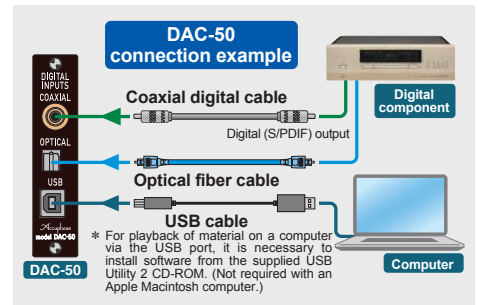 DAC-50
connection example
DIGITAL
INPUTS
COAXIAL
Coaxial digital cable
Digital
component
Digital (S/PDIF) output
OPTICAL
Optical fiber cable
USB
USB cable
Accuphase
model DAC-50
DAC-50
* For playback of material on a computer
via the USB port, it is necessary to
install software from the supplied USB
Utility 2 CD-ROM. (Not required with an
Apple Macintosh computer.)
Computer